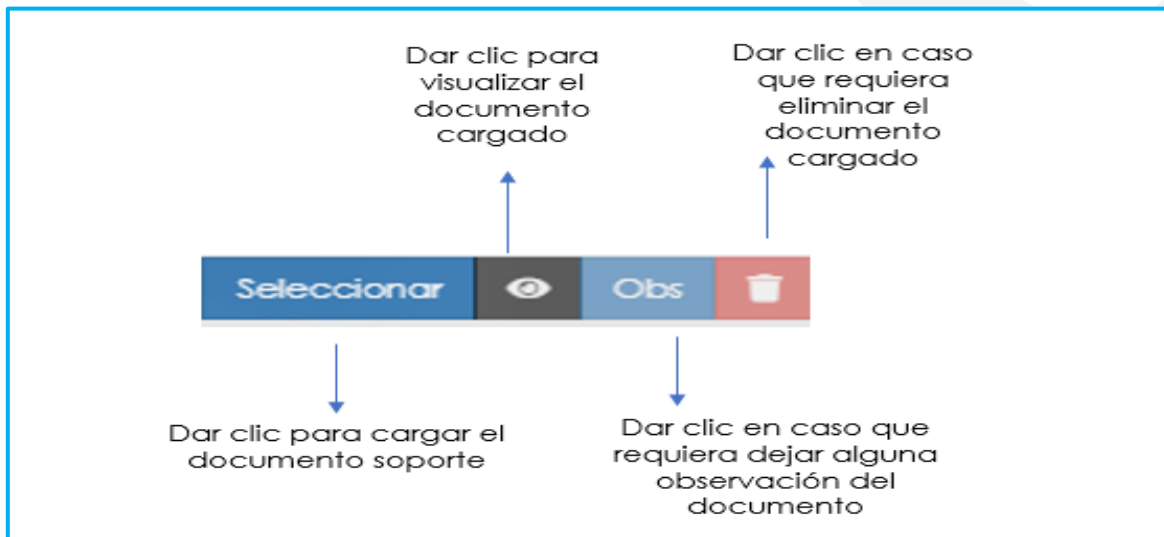 Dar clic para
visualizar el
documento
cargado
Dar clic en caso
que requiera
eliminar el
documento
cargado
Seleccionar
Obs
Dar clic para cargar el
documento soporte
Dar clic en caso que
requiera dejar alguna
observación del
documento